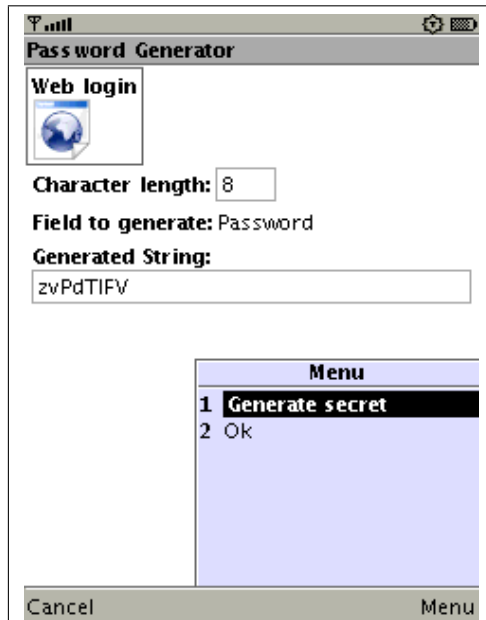 Password Generator
Web login
Character length: 8
Field to generate: Password
Generated String:
zvPdTIFV
Menu
1 Generate secret
2 Ok
Cancel Menu